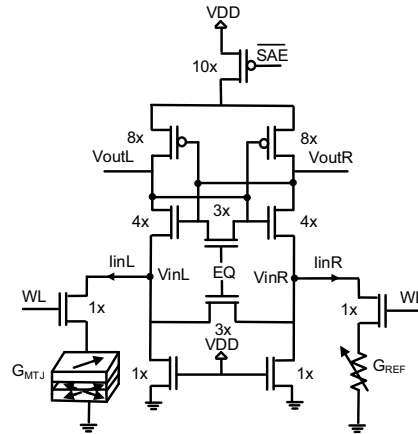 VDD
SAE
10x
8x
8x
VoutL
VoutR
3x
4x
4x
IinL
VinL
EQ
VinR
IinR
WL
1x
1x
WL
3x
VDD
GMTJ
1x
1x
GREF